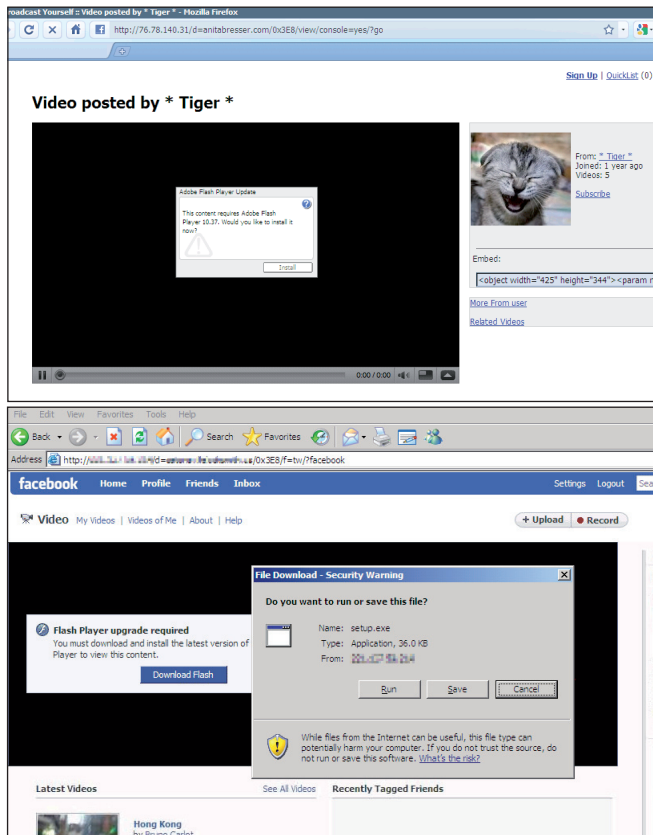 roadcast Yourself :: Video posted by * Tiger * - Mozilla Firefox
http://76.78.140.31/d=anitabresser.com/0x3E8/view/console=yes/?go
Sign Up | QuickList (0)
Video posted by * Tiger *
Adobe Flash Player Update
This content requires Adobe Flash
Player 10.37. Would you like to install it
now?
Install
From: * Tiger *
Joined: 1 year ago
Videos: 5
Subscribe
Embed:
<object width="425" height="344"><param n
More From user
Related Videos
0:00 / 0:00
File Edit View Favorites Tools Help
Back Search Favorites
Address http:// /0x3E8/f=tw/?facebook
facebook Home Profile Friends Inbox Settings Logout Sea
Video My Videos | Videos of Me | About | Help + Upload Record
Flash Player upgrade required
You must download and install the latest version of
Player to view this content.
Download Flash
File Download - Security Warning
Do you want to run or save this file?
Name: setup.exe
Type: Application, 36.0 KB
From:
Run Save Cancel
While files from the Internet can be useful, this file type can
potentially harm your computer. If you do not trust the source, do
not run or save this software. What's the risk?
Latest Videos See All Videos Recently Tagged Friends
Hong Kong
by Bruno Carlot